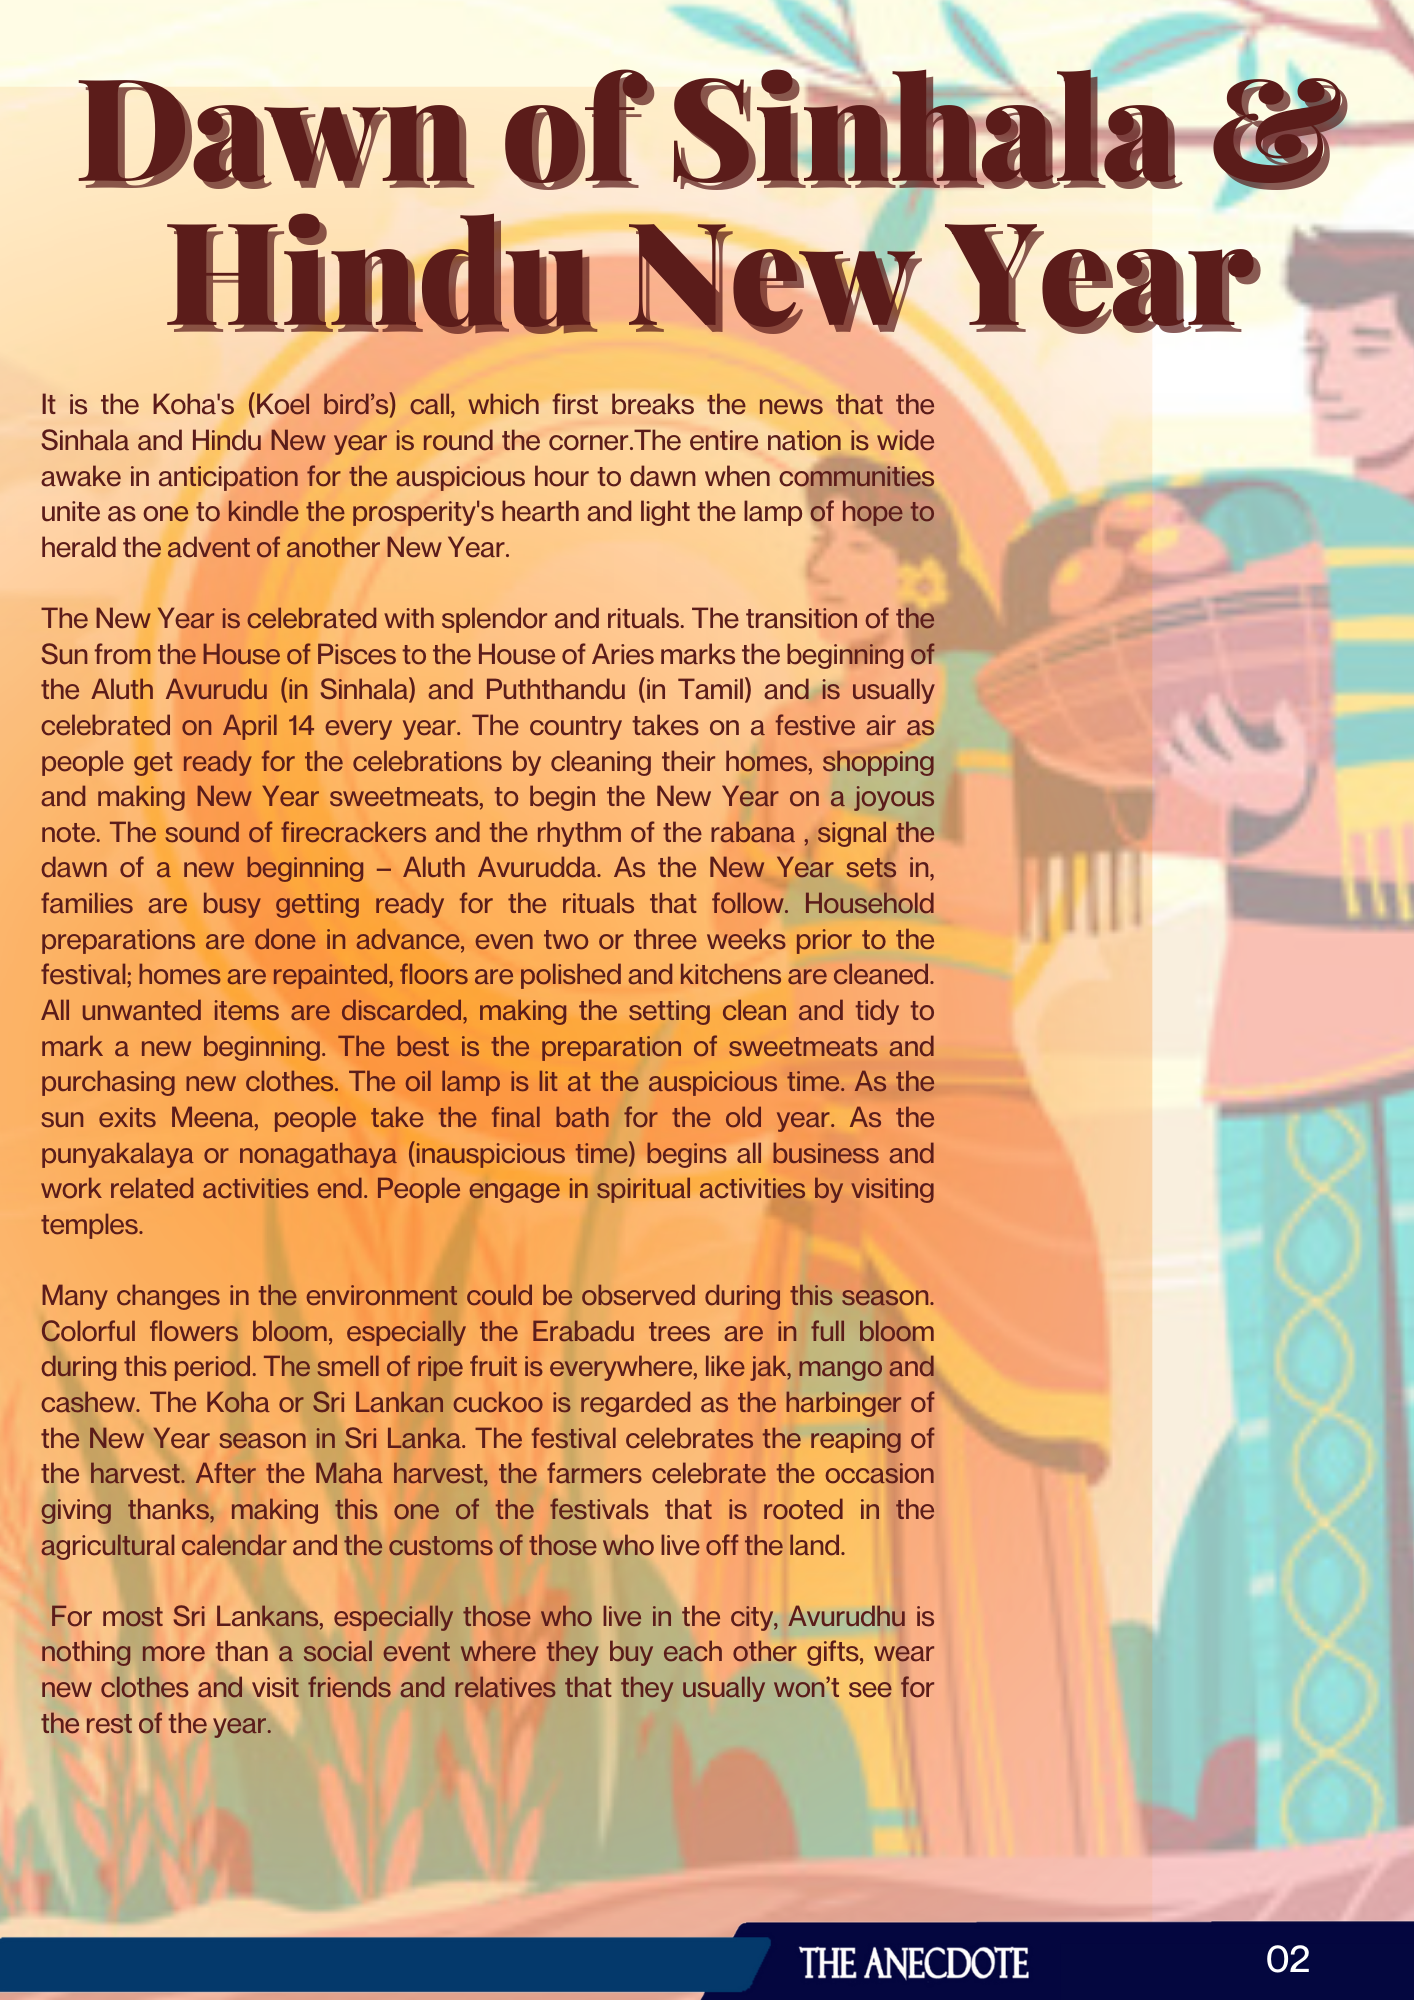 Dawn of Sinhala &
Hindu New Year
It is the Koha's (Koel bird’s) call, which first breaks the news that the
Sinhala and Hindu New year is round the corner.The entire nation is wide
awake in anticipation for the auspicious hour to dawn when communities
unite as one to kindle the prosperity's hearth and light the lamp of hope to
herald the advent of another New Year.
The New Year is celebrated with splendor and rituals. The transition of the
Sun from the House of Pisces to the House of Aries marks the beginning of
the Aluth Avurudu (in Sinhala) and Puththandu (in Tamil) and is usually
celebrated on April 14 every year. The country takes on a festive air as
people get ready for the celebrations by cleaning their homes, shopping
and making New Year sweetmeats, to begin the New Year on a joyous
note. The sound of firecrackers and the rhythm of the rabana , signal the
dawn of a new beginning – Aluth Avurudda. As the New Year sets in,
families are busy getting ready for the rituals that follow. Household
preparations are done in advance, even two or three weeks prior to the
festival; homes are repainted, floors are polished and kitchens are cleaned.
All unwanted items are discarded, making the setting clean and tidy to
mark a new beginning. The best is the preparation of sweetmeats and
purchasing new clothes. The oil lamp is lit at the auspicious time. As the
sun exits Meena, people take the final bath for the old year. As the
punyakalaya or nonagathaya (inauspicious time) begins all business and
work related activities end. People engage in spiritual activities by visiting
temples.
Many changes in the environment could be observed during this season.
Colorful flowers bloom, especially the Erabadu trees are in full bloom
during this period. The smell of ripe fruit is everywhere, like jak, mango and
cashew. The Koha or Sri Lankan cuckoo is regarded as the harbinger of
the New Year season in Sri Lanka. The festival celebrates the reaping of
the harvest. After the Maha harvest, the farmers celebrate the occasion
giving thanks, making this one of the festivals that is rooted in the
agricultural calendar and the customs of those who live off the land.
For most Sri Lankans, especially those who live in the city, Avurudhu is
nothing more than a social event where they buy each other gifts, wear
new clothes and visit friends and relatives that they usually won’t see for
the rest of the year.
THE ANECDOTE
02